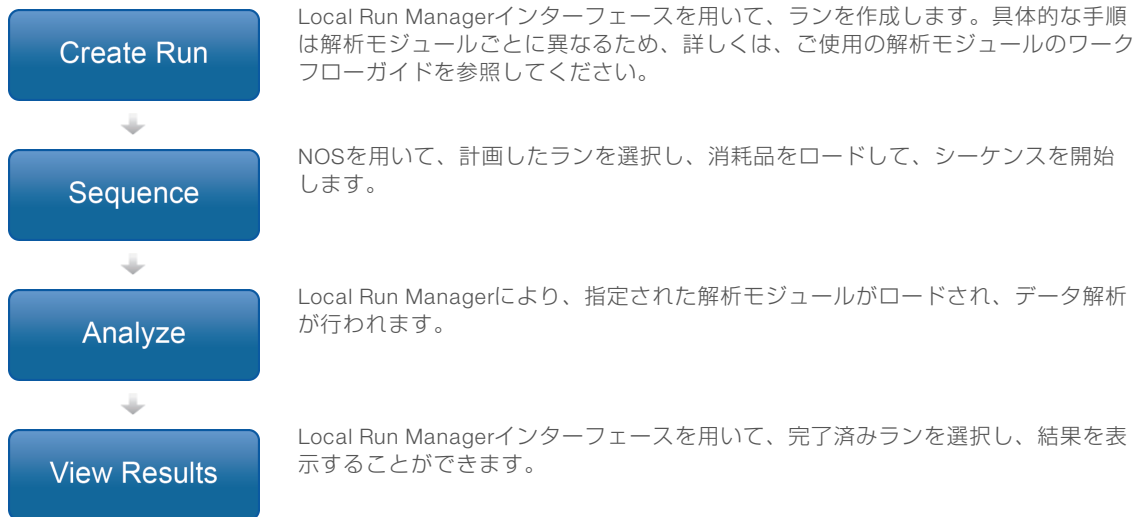 Create Run
Local Run Managerインターフェースを用いて、ランを作成します。具体的な手順
は解析モジュールごとに異なるため、詳しくは、ご使用の解析モジュールのワーク
フローガイドを参照してください。
Sequence
NOSを用いて、計画したランを選択し、消耗品をロードして、シーケンスを開始
します。
Analyze
Local Run Managerにより、指定された解析モジュールがロードされ、データ解析
が行われます。
View Results
Local Run Managerインターフェースを用いて、完了済みランを選択し、結果を表
示することができます。